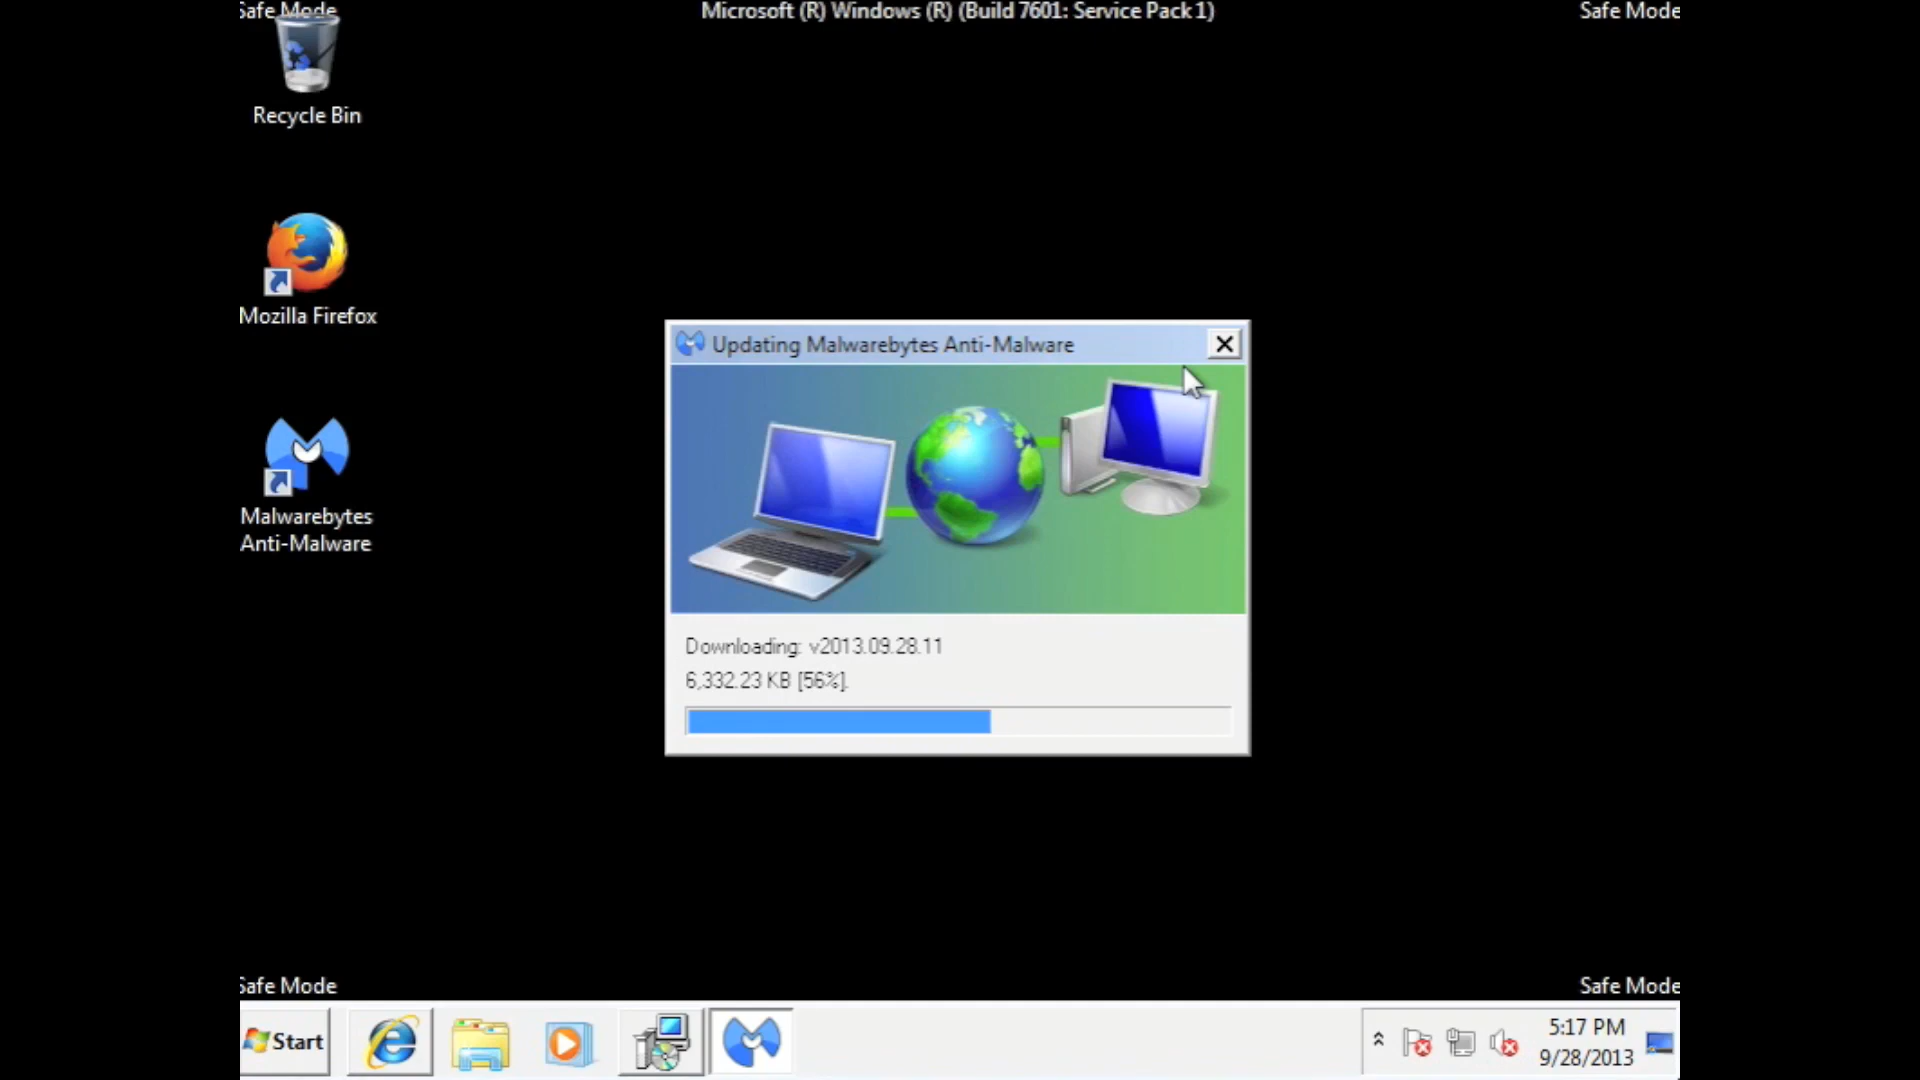 Safe Mode
Microsoft (R) Windows (R) (Build 7601: Service Pack 1)
Safe Mode
Recycle Bin
Mozilla Firefox
Malwarebytes
Anti-Malware
Updating Malwarebytes Anti-Malware
Downloading: v2013.09.28.11
6,332.23 KB [56%].
Safe Mode
Safe Mode
Start
5:17 PM
9/28/2013